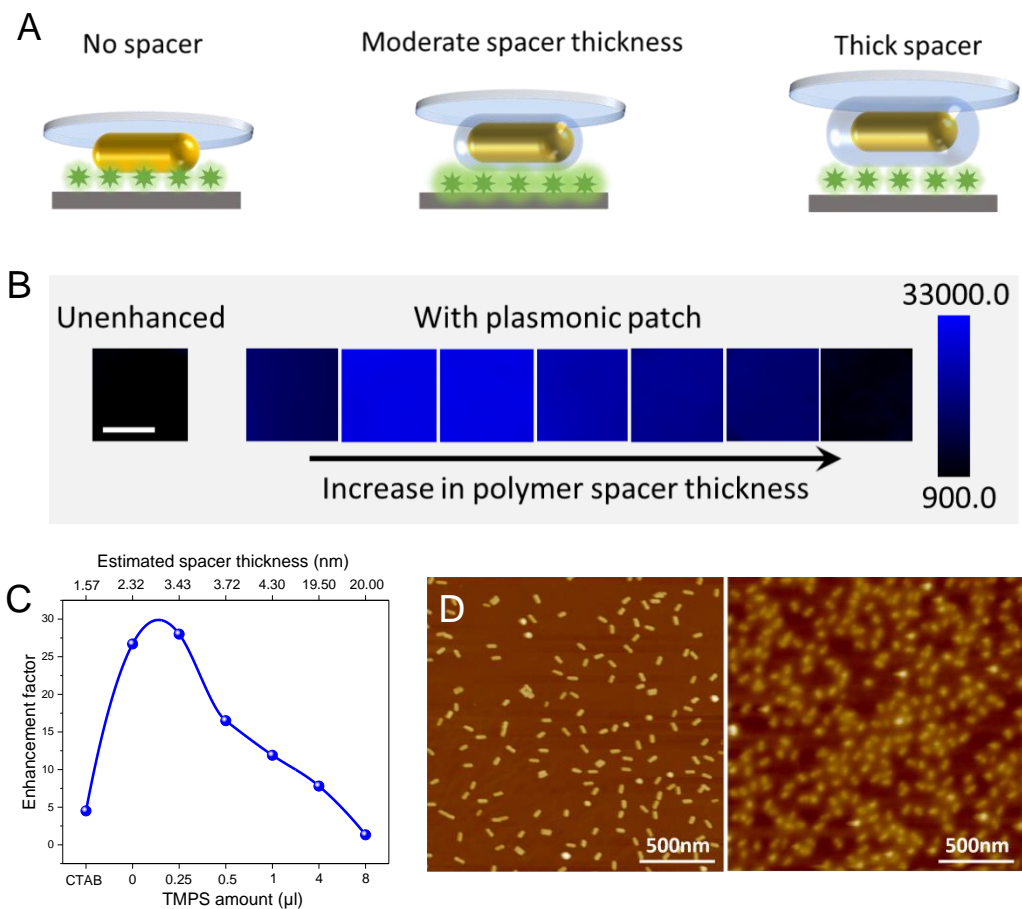 A
No spacer
Moderate spacer thickness
Thick spacer
B
Unenhanced
With plasmonic patch
33000.0
900.0
Increase in polymer spacer thickness
C
Estimated spacer thickness (nm)
1.57 2.32 3.43 3.72 4.30 19.50 20.00
Enhancement factor
30
25
20
15
10
5
0
CTAB 0 0.25 0.5 1 4 8
TMPS amount (µl)
D
500nm
500nm